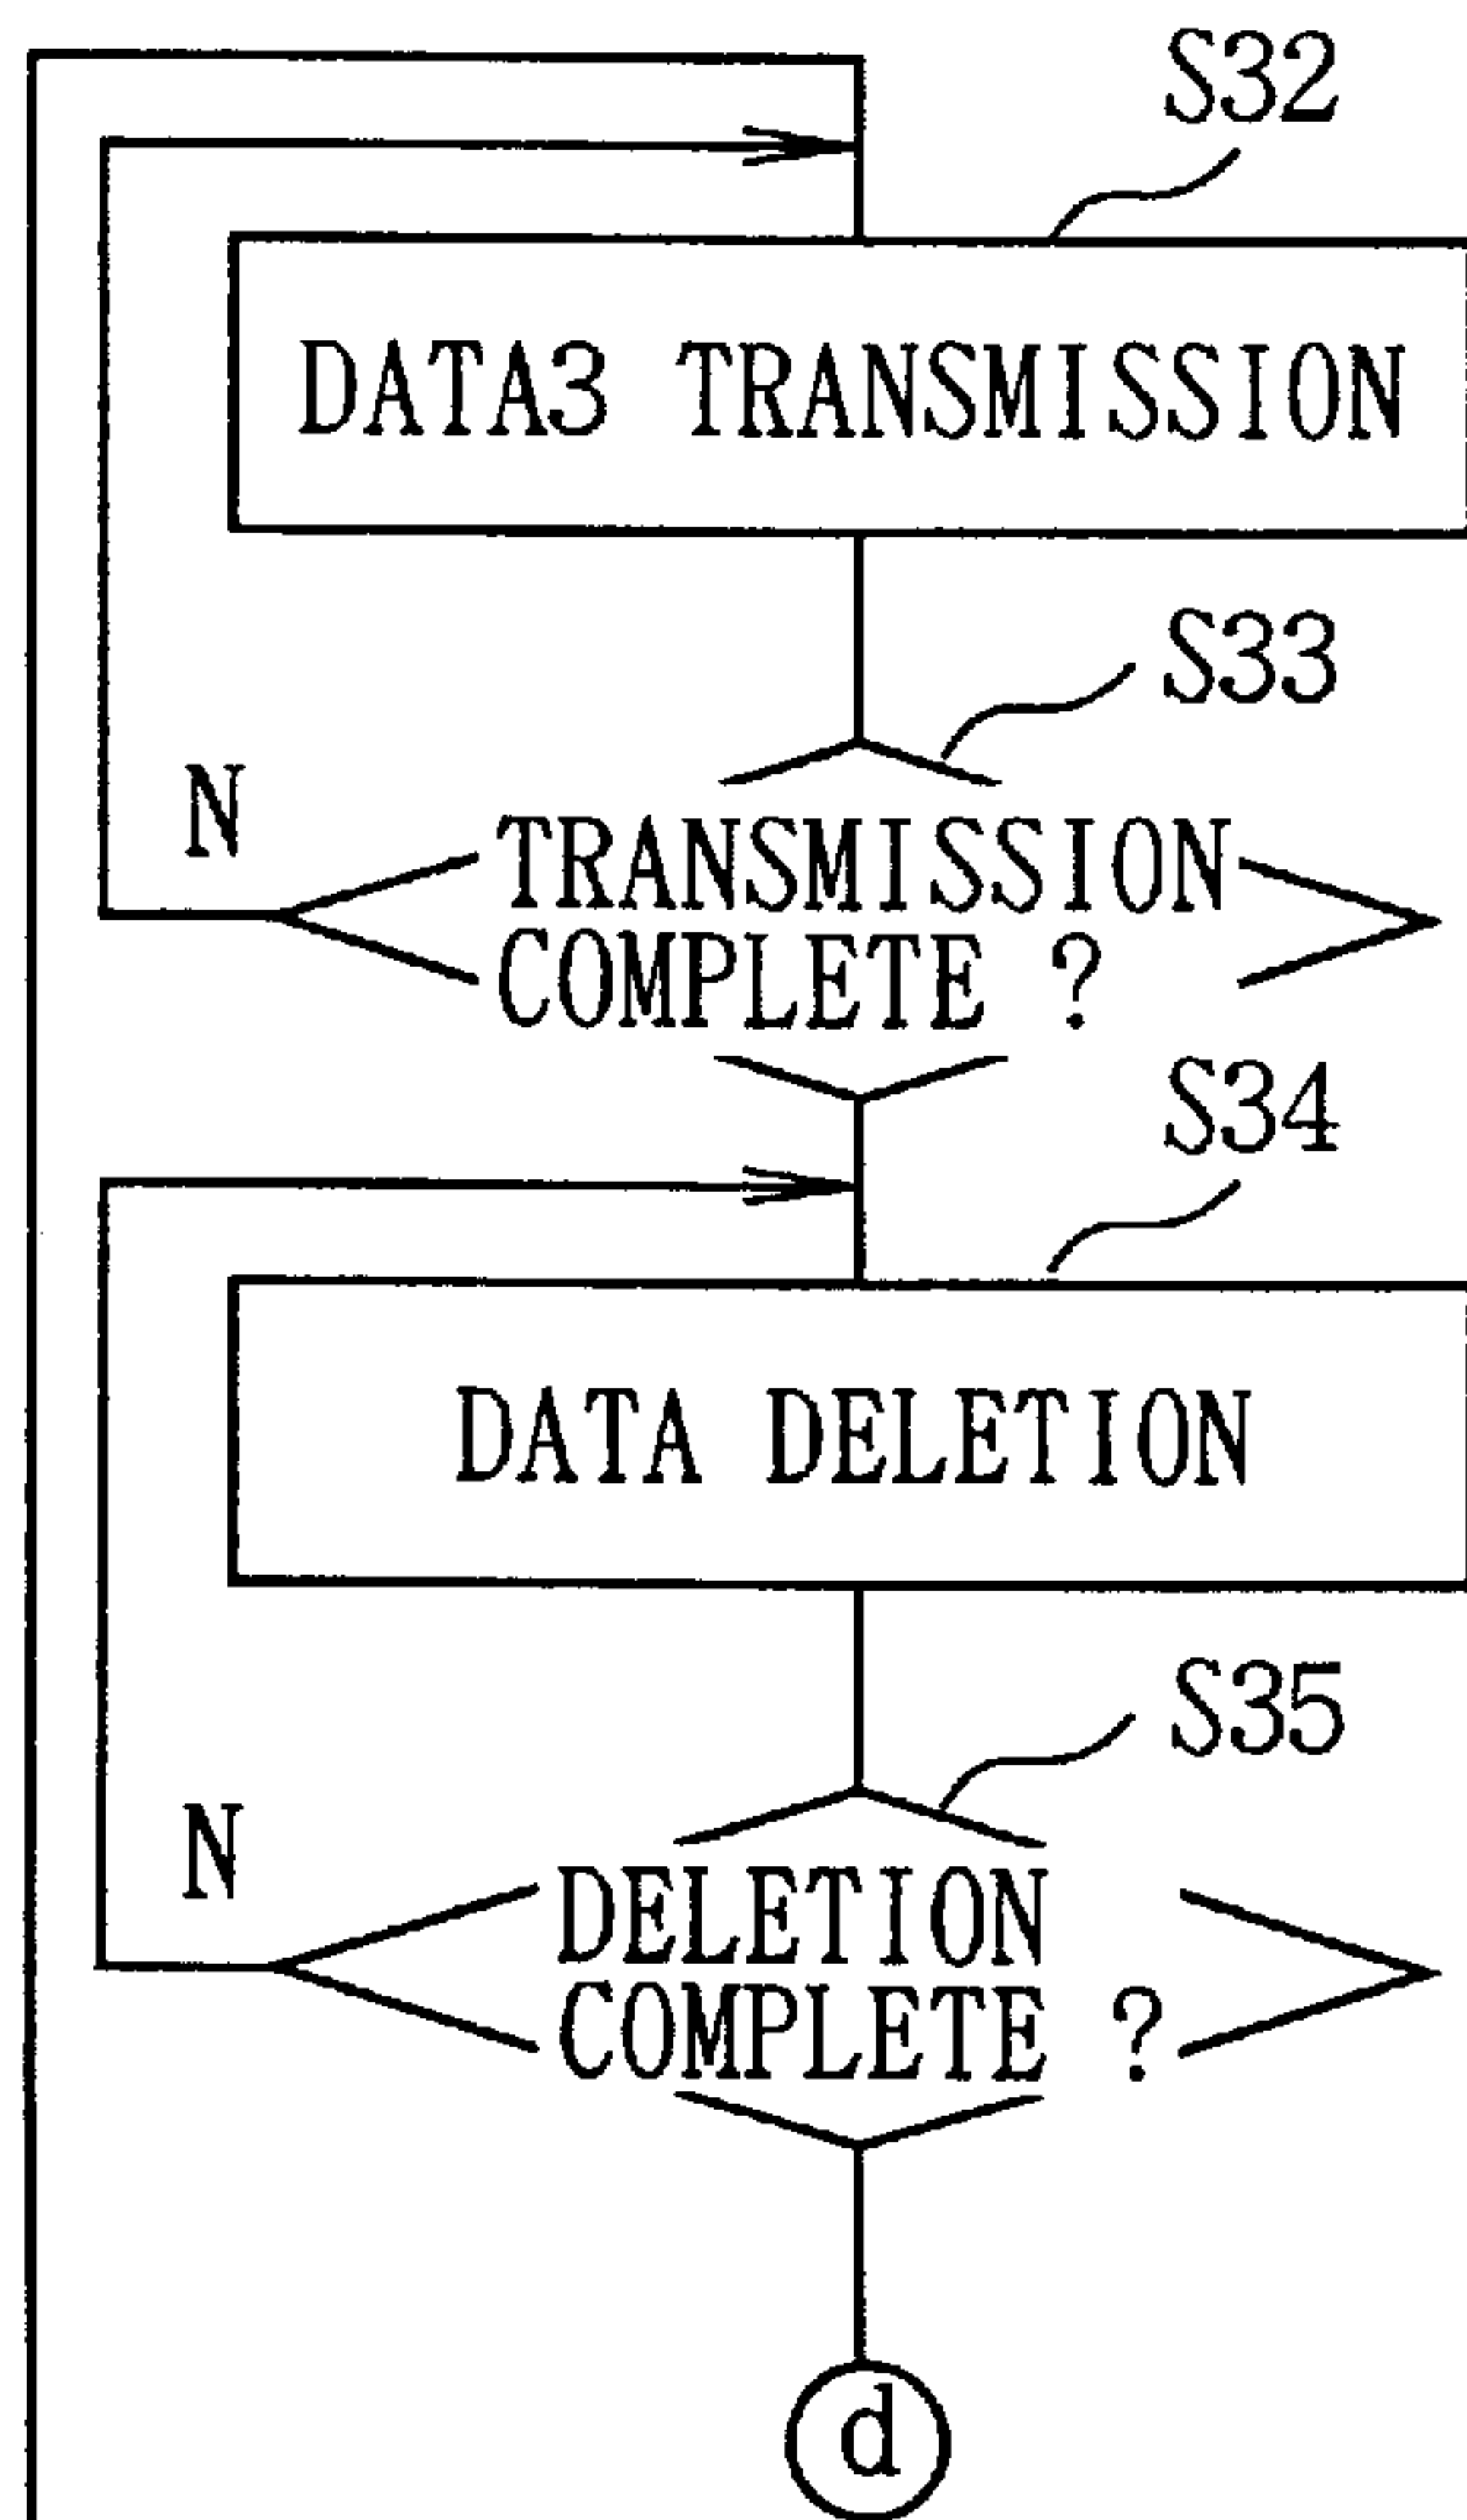 S32
DATA3 TRANSMISSION
S33
N
TRANSMISSION
COMPLETE ?
S34
DATA DELETION
S35
N
DELETION
COMPLETE ?
d